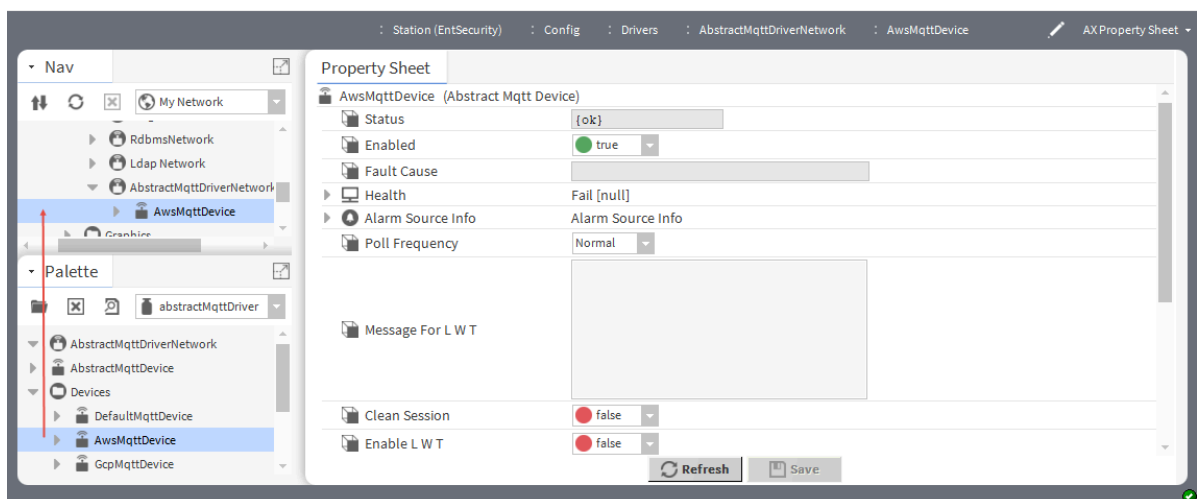 : Station (EntSecurity) : Config : Drivers : AbstractMqttDriverNetwork : AwsMqttDevice AX Property Sheet
Nav
My Network
RdbmsNetwork
Ldap Network
AbstractMqttDriverNetwork
AwsMqttDevice
Graphics
Palette
abstractMqttDriver
AbstractMqttDriverNetwork
AbstractMqttDevice
Devices
DefaultMqttDevice
AwsMqttDevice
GcpMqttDevice
Property Sheet
AwsMqttDevice (Abstract Mqtt Device)
Status {ok}
Enabled true
Fault Cause
Health Fail [null]
Alarm Source Info Alarm Source Info
Poll Frequency Normal
Message For L W T
Clean Session false
Enable L W T false
Refresh Save